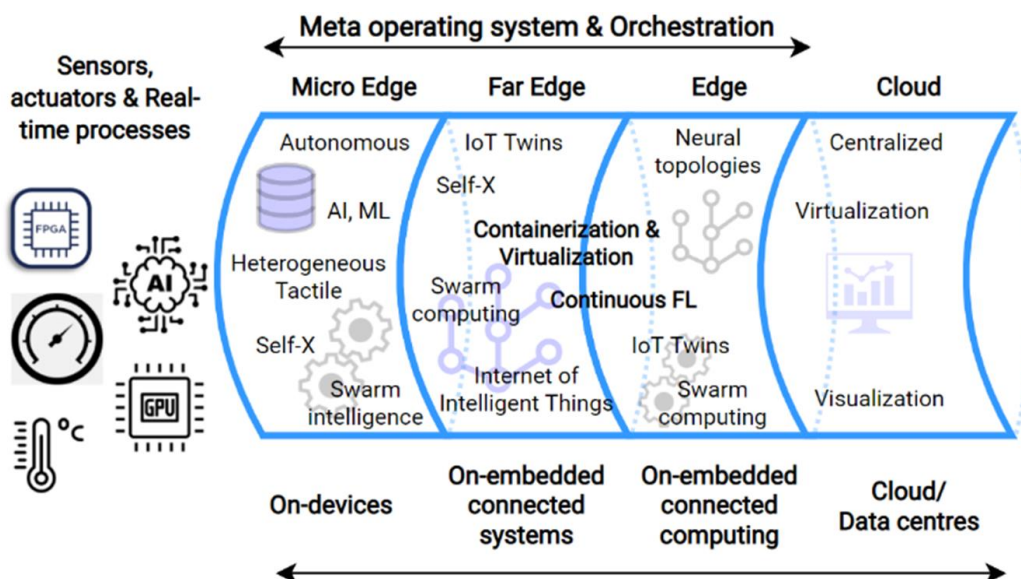 Meta operating system & Orchestration
Sensors,
actuators & Real-
time processes
Micro Edge
Far Edge
Edge
Cloud
FPGA
AI
GPU
°C
Autonomous
AI, ML
Heterogeneous
Tactile
Self-X
Swarm
intelligence
IoT Twins
Self-X
Containerization &
Virtualization
Swarm
computing
Continuous FL
Internet of
Intelligent Things
Neural
topologies
IoT Twins
Swarm
computing
Centralized
Virtualization
Visualization
On-devices
On-embedded
connected
systems
On-embedded
connected
computing
Cloud/
Data centres